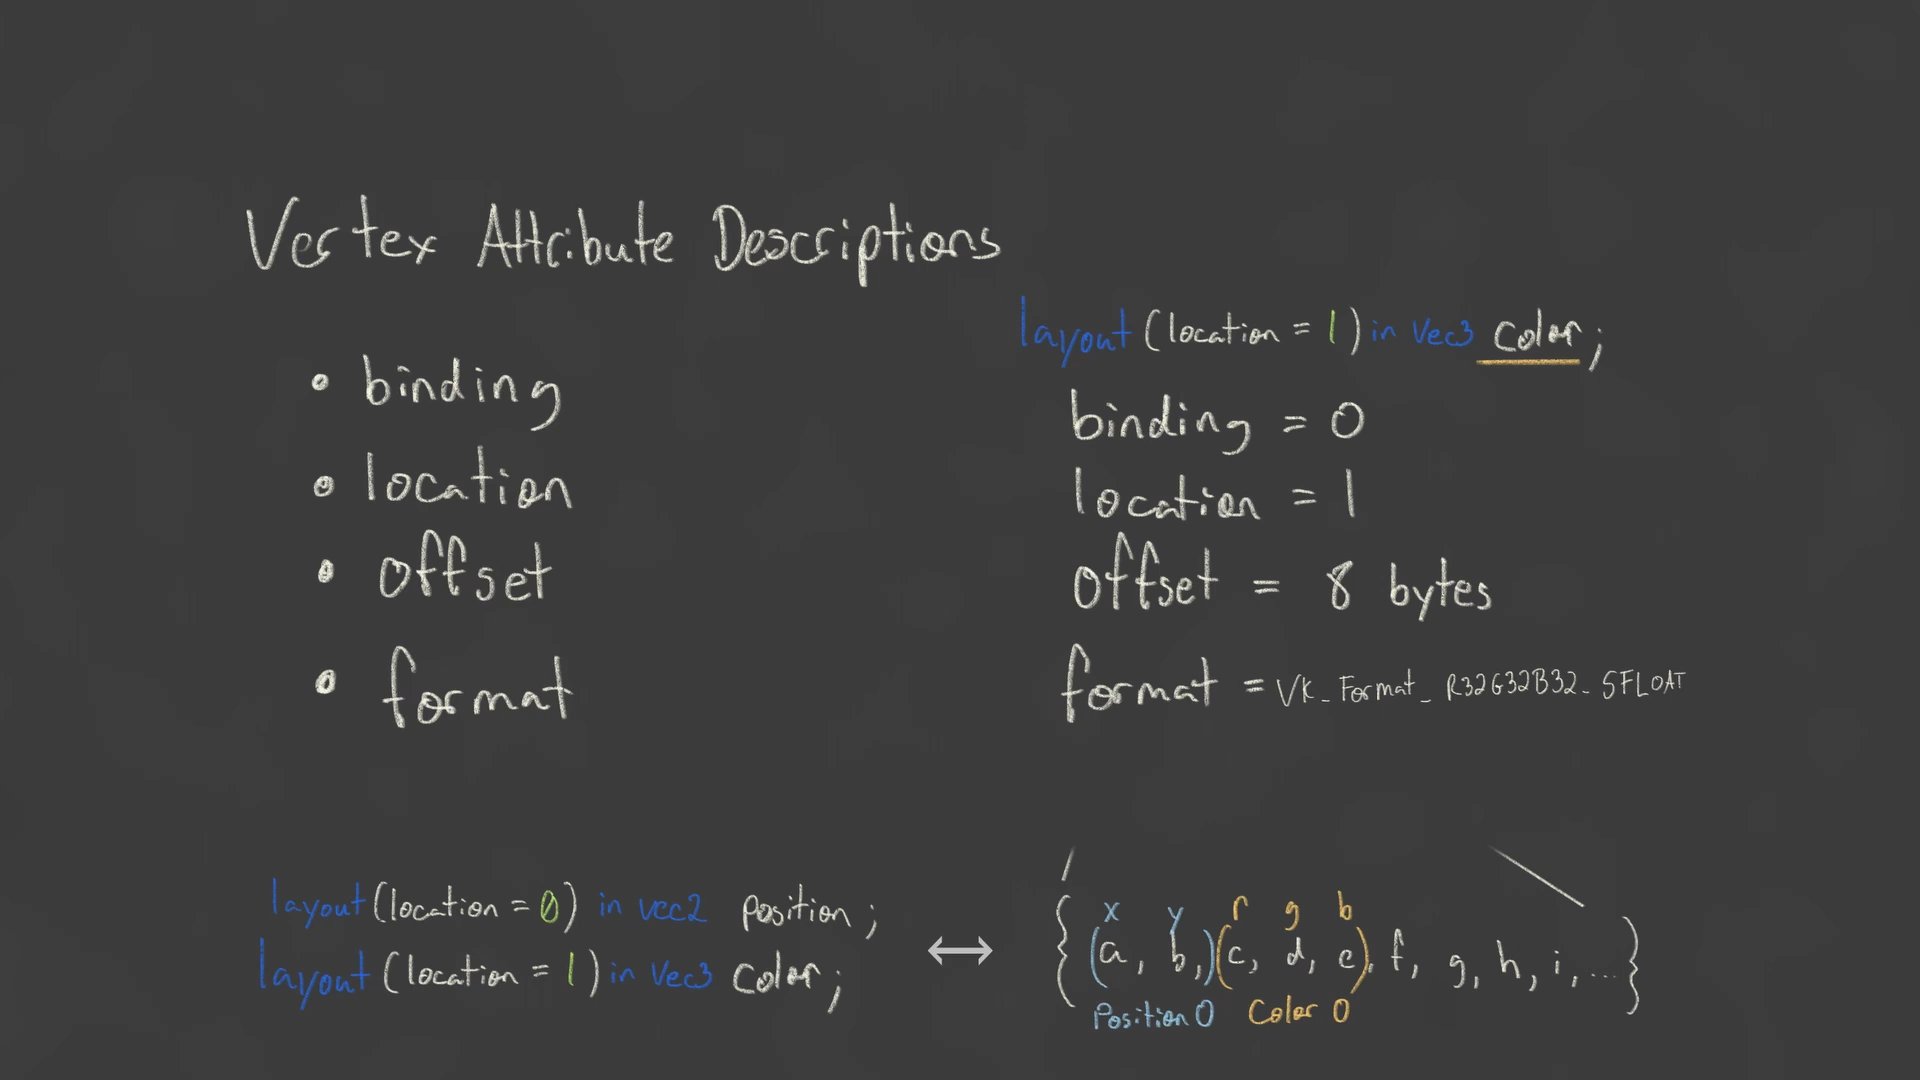 Vertex Attribute Descriptions
• binding
• location
• offset
• format
layout (location = 1) in vec3 color;
binding = 0
location = 1
offset = 8 bytes
format = VK_Format_R32G32B32_SFLOAT
layout (location = 0) in vec2 position;
layout (location = 1) in vec3 color;
↔
x y r g b
{(a, b,)(c, d, e), f, g, h, i, ...}
Position 0 Color 0